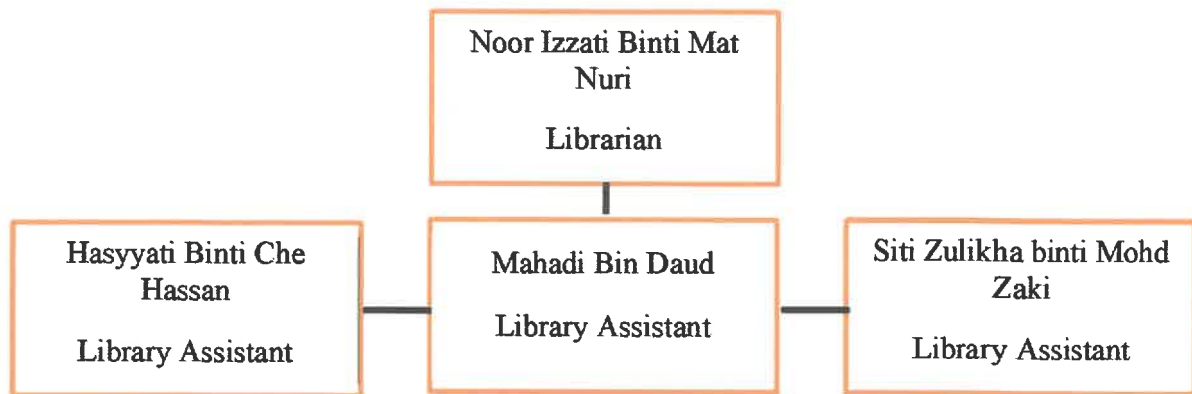 Noor Izzati Binti Mat
Nuri
Librarian
Hasyyati Binti Che
Hassan
Library Assistant
Mahadi Bin Daud
Library Assistant
Siti Zulikha binti Mohd
Zaki
Library Assistant